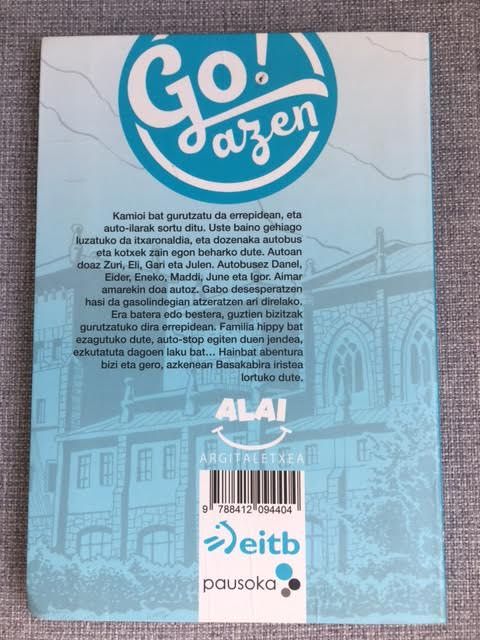 Go!
azen
Kamioi bat gurutzatu da errepidean, eta
auto-ilarak sortu ditu. Uste baino gehiago
luzatuko da itxaronaldia, eta dozenaka autobus
eta kotxek zain egon beharko dute. Autoan
doaz Zuri, Eli, Gari eta Julen. Autobusez Danel,
Eider, Eneko, Maddi, June eta Igor. Aimar
amarekin doa autoz. Gabo desesperatzen
hasi da gasolindegian atzeratzen ari direlako.
Era batera edo bestera, guztien bizitzak
gurutzatuko dira errepidean. Familia hippy bat
ezagutuko dute, auto-stop egiten duen jendea,
ezkutatuta dagoen laku bat... Hainbat abentura
bizi eta gero, azkenean Basakabira iristea
lortuko dute.
ALAI
ARGITALETXEA
9 788412 094404
eitb
pausoka